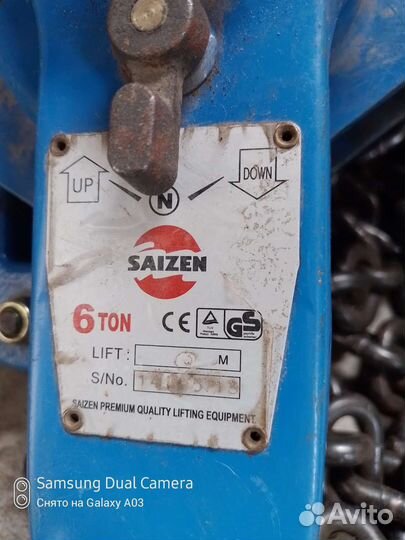 UP
DOWN
N
SAIZEN
6 TON
CE
TÜV
GS
LIFT: M
S/No.
SAIZEN PREMIUM QUALITY LIFTING EQUIPMENT
Samsung Dual Camera
Снято на Galaxy A03
Avito